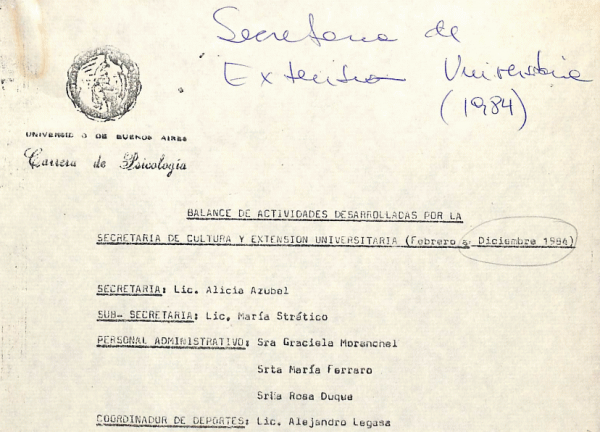 Secretaria de
Extension Universitaria
(1984)
UNIVERSID D DE BUENOS AIRES
Carrera de Psicología
BALANCE DE ACTIVIDADES DESARROLLADAS POR LA
SECRETARIA DE CULTURA Y EXTENSION UNIVERSITARIA (Febrero a Diciembre 1984)
SECRETARIA: Lic. Alicia Azubel
SUB- SECRETARIA: Lic. María Strático
PERSONAL ADMINISTRATIVO: Sra Graciela Moranchel
Srta María Ferraro
Srta Rosa Duque
COORDINADOR DE DEPORTES: Lic. Alejandro Legasa